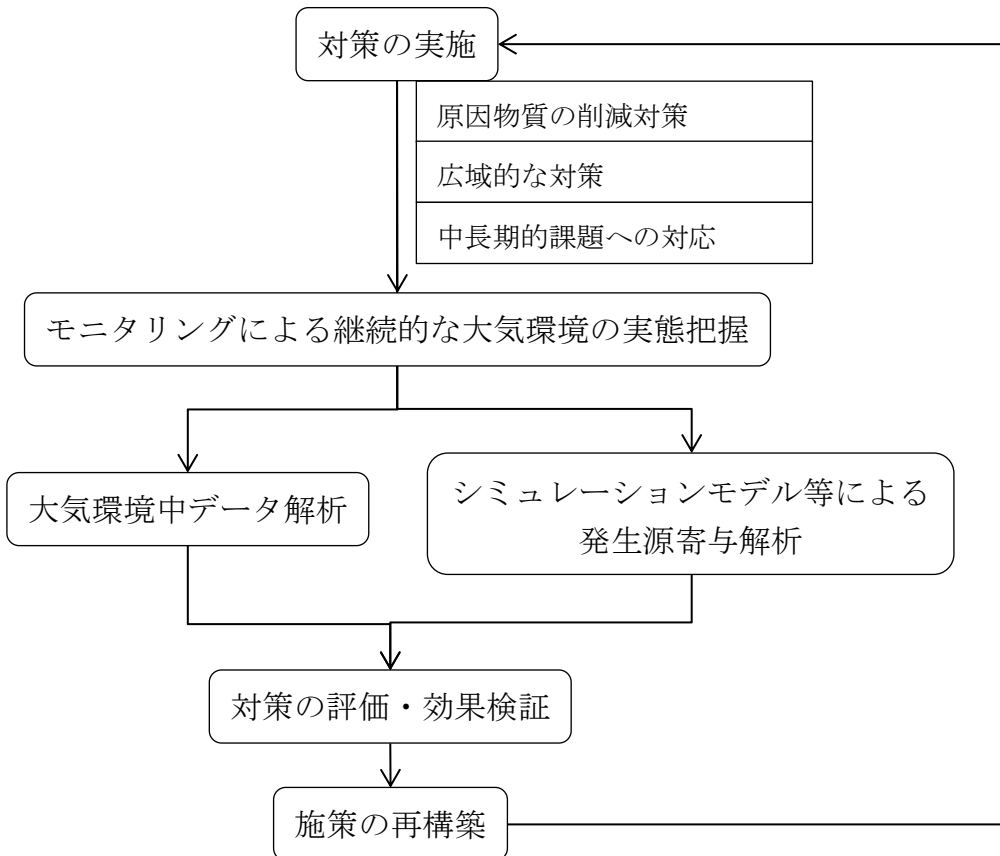 対策の実施
原因物質の削減対策
広域的な対策
中長期的課題への対応
モニタリングによる継続的な大気環境の実態把握
大気環境中データ解析
シミュレーションモデル等による
発生源寄与解析
対策の評価・効果検証
施策の再構築